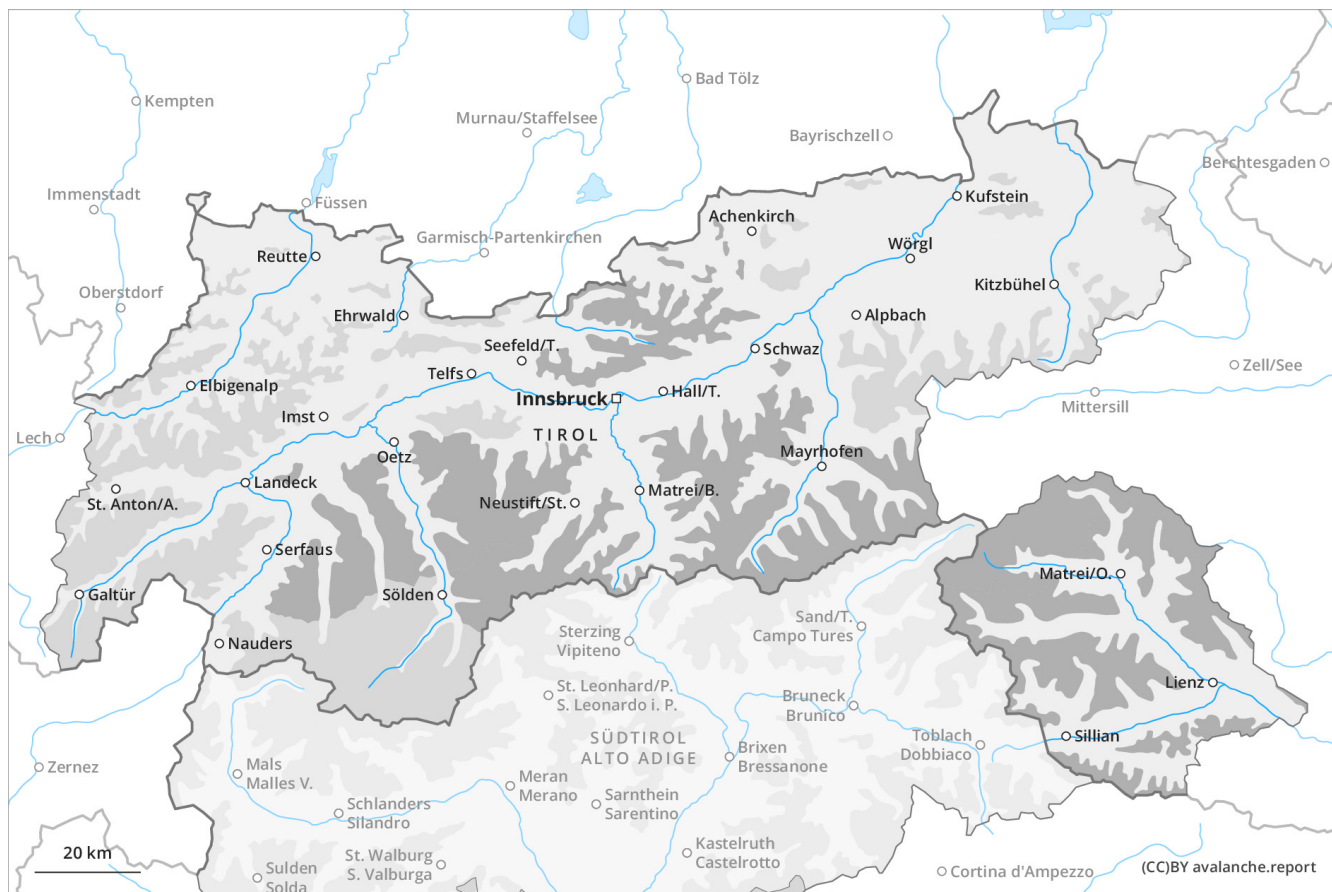 Kempten
Bad Tölz
Murnau/Staffelsee
Bayrischzell
Berchtesgaden
Immenstadt
Füssen
Kufstein
Achenkirch
Garmisch-Partenkirchen
Wörgl
Reutte
Kitzbühel
Oberstdorf
Ehrwald
Alpbach
Seefeld/T.
Schwaz
Zell/See
Telfs
Elbigenalp
Innsbruck
Hall/T.
Mittersill
Imst
TIROL
Lech
Oetz
Mayrhofen
Landeck
St. Anton/A.
Neustift/St.
Matrei/B.
Serfaus
Matrei/O.
Galtür
Sölden
Sand/T.
Campo Tures
Sterzing
Vipiteno
Nauders
Lienz
St. Leonhard/P.
S. Leonardo i. P.
Bruneck
Brunico
Sillian
SÜDTIROL
ALTO ADIGE
Toblach
Dobbiaco
Brixen
Bressanone
Zernez
Mals
Malles V.
Meran
Merano
Sarnthein
Sarentino
Schlanders
Silandro
Kastelruth
Castelrotto
20 km
St. Walburg
S. Valburga
Sulden
Solda
Cortina d'Ampezzo
(CC)BY avalanche.report